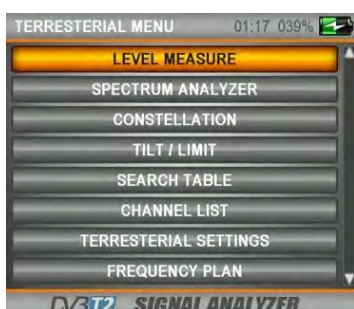 TERRESTERIAL MENU 01:17 039%
LEVEL MEASURE
SPECTRUM ANALYZER
CONSTELLATION
TILT / LIMIT
SEARCH TABLE
CHANNEL LIST
TERRESTERIAL SETTINGS
FREQUENCY PLAN
DVB T2 SIGNAL ANALYZER